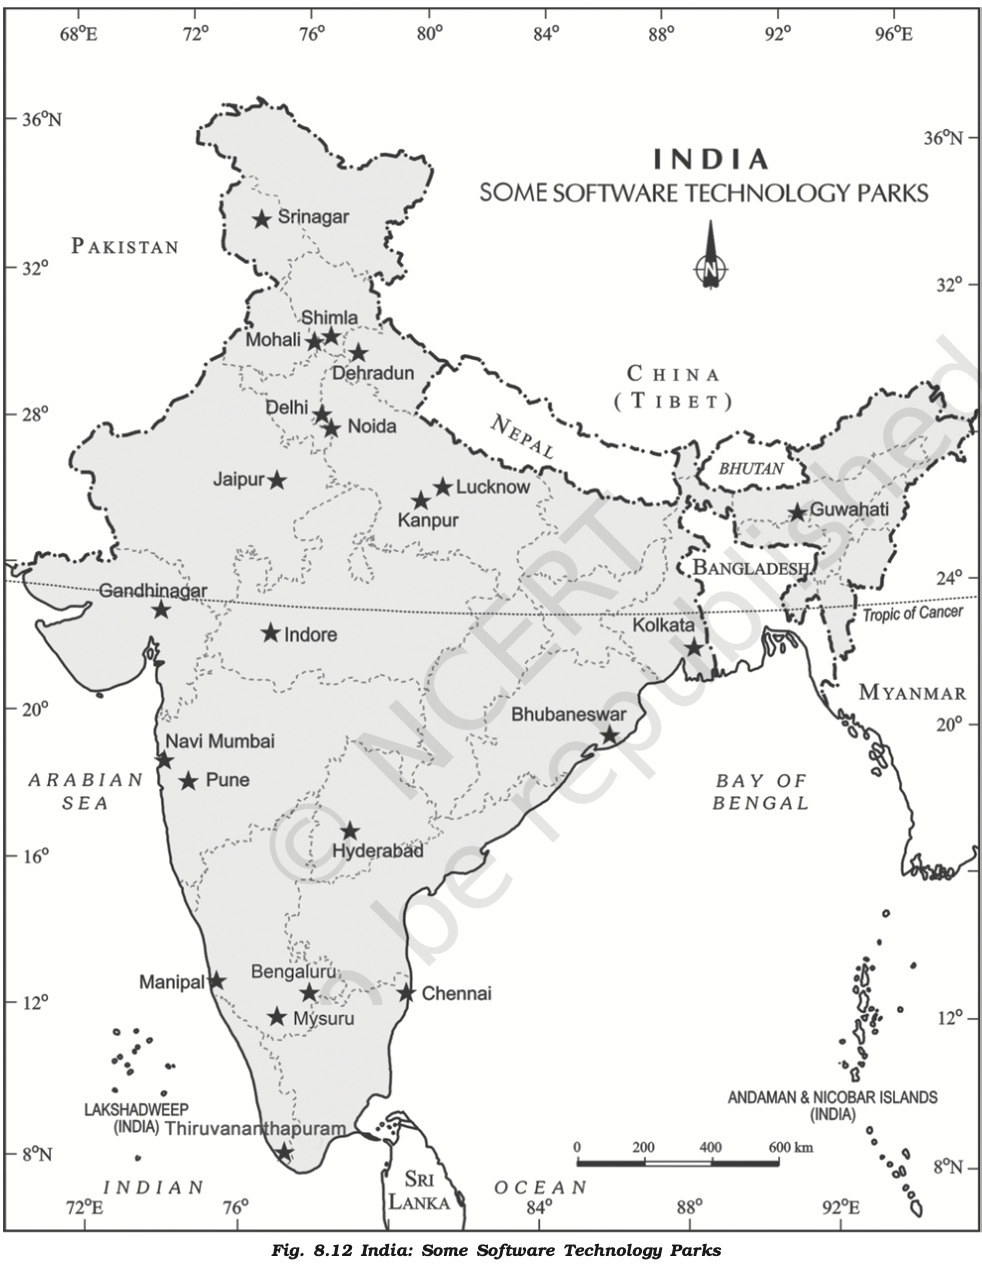 68°E 72° 76° 80° 84° 88° 92° 96°E
36°N
36°N
INDIA
SOME SOFTWARE TECHNOLOGY PARKS
Srinagar
PAKISTAN
N
32°
32°
Shimla
Mohali
Dehradun
CHINA
(TIBET)
28°
Delhi
Noida
NEPAL
BHUTAN
Jaipur
Lucknow
Kanpur
Guwahati
BANGLADESH
24°
Gandhinagar
Tropic of Cancer
Indore
Kolkata
MYANMAR
20°
20°
Bhubaneswar
Navi Mumbai
Pune
ARABIAN
SEA
BAY OF
BENGAL
Hyderabad
16°
Manipal
Bengaluru
Chennai
12°
12°
Mysuru
LAKSHADWEEP
(INDIA)
ANDAMAN & NICOBAR ISLANDS
(INDIA)
Thiruvananthapuram
8°N
8°N
0 200 400 600 km
SRI
LANKA
INDIAN OCEAN
72°E 76° 84° 88° 92°E
© NCERT
be republished
Fig. 8.12 India: Some Software Technology Parks